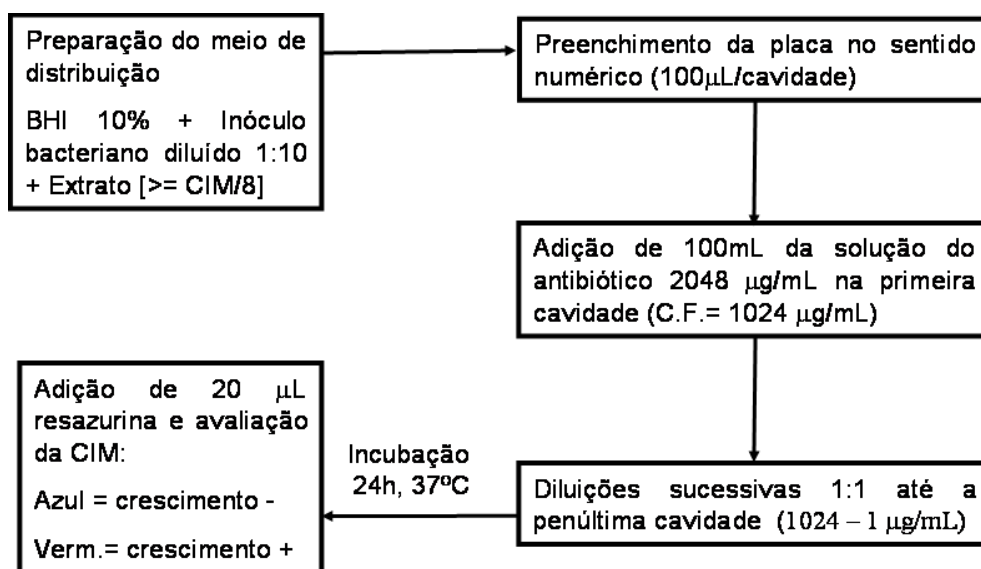 Preparação do meio de
distribuição
BHI 10% + Inóculo
bacteriano diluído 1:10
+ Extrato [>= CIM/8]
Preenchimento da placa no sentido
numérico (100μL/cavidade)
Adição de 100mL da solução do
antibiótico 2048 μg/mL na primeira
cavidade (C.F.= 1024 μg/mL)
Diluições sucessivas 1:1 até a
penúltima cavidade (1024 – 1 μg/mL)
Incubação
24h, 37ºC
Adição de 20 μL
resazurina e avaliação
da CIM:
Azul = crescimento -
Verm.= crescimento +